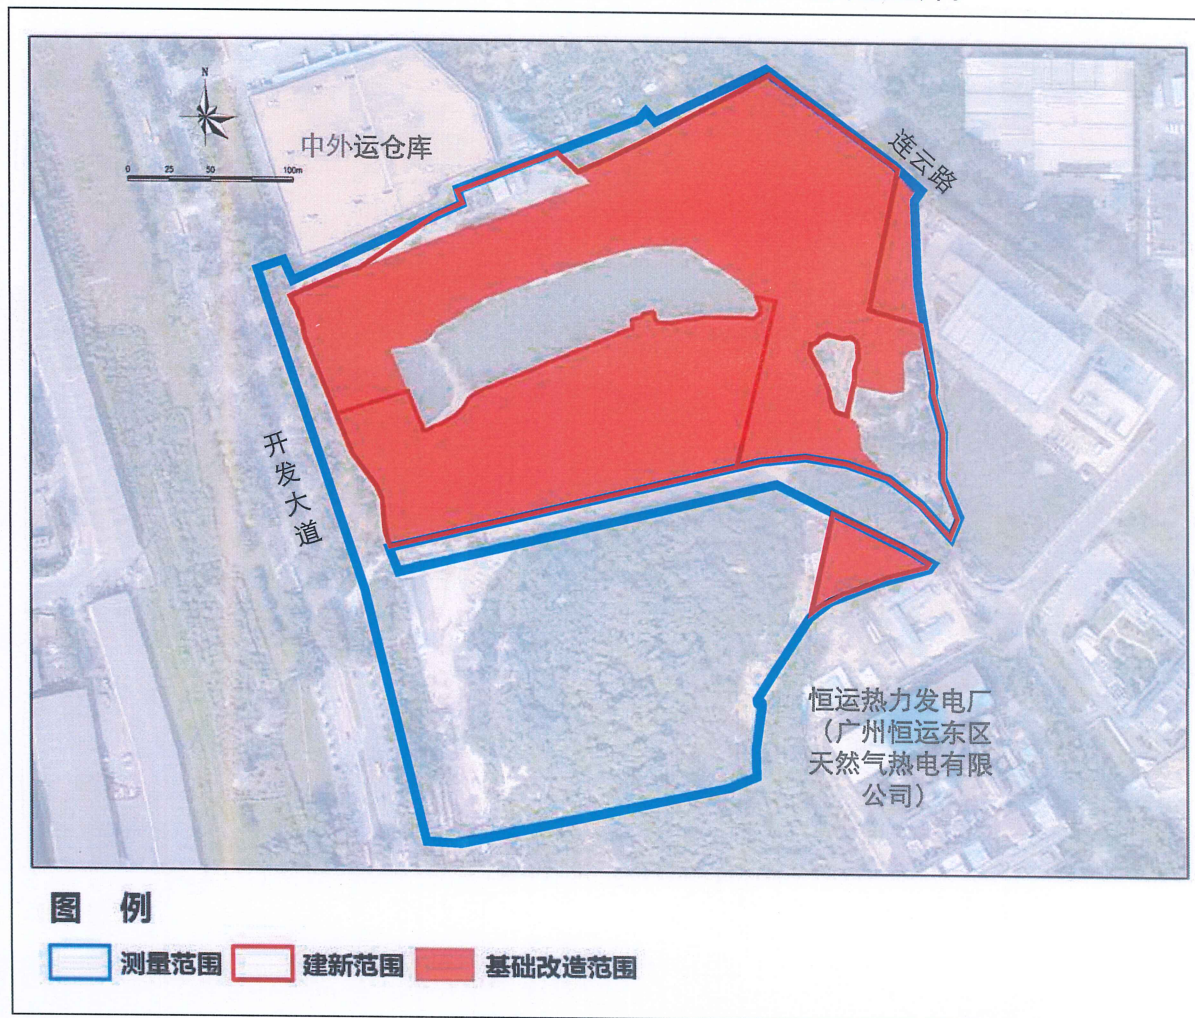 N
0 25 50 100m
中外运仓库
连云路
开发大道
恒运热力发电厂
（广州恒运东区
天然气热电有限
公司）
图 例
测量范围 建新范围 基础改造范围